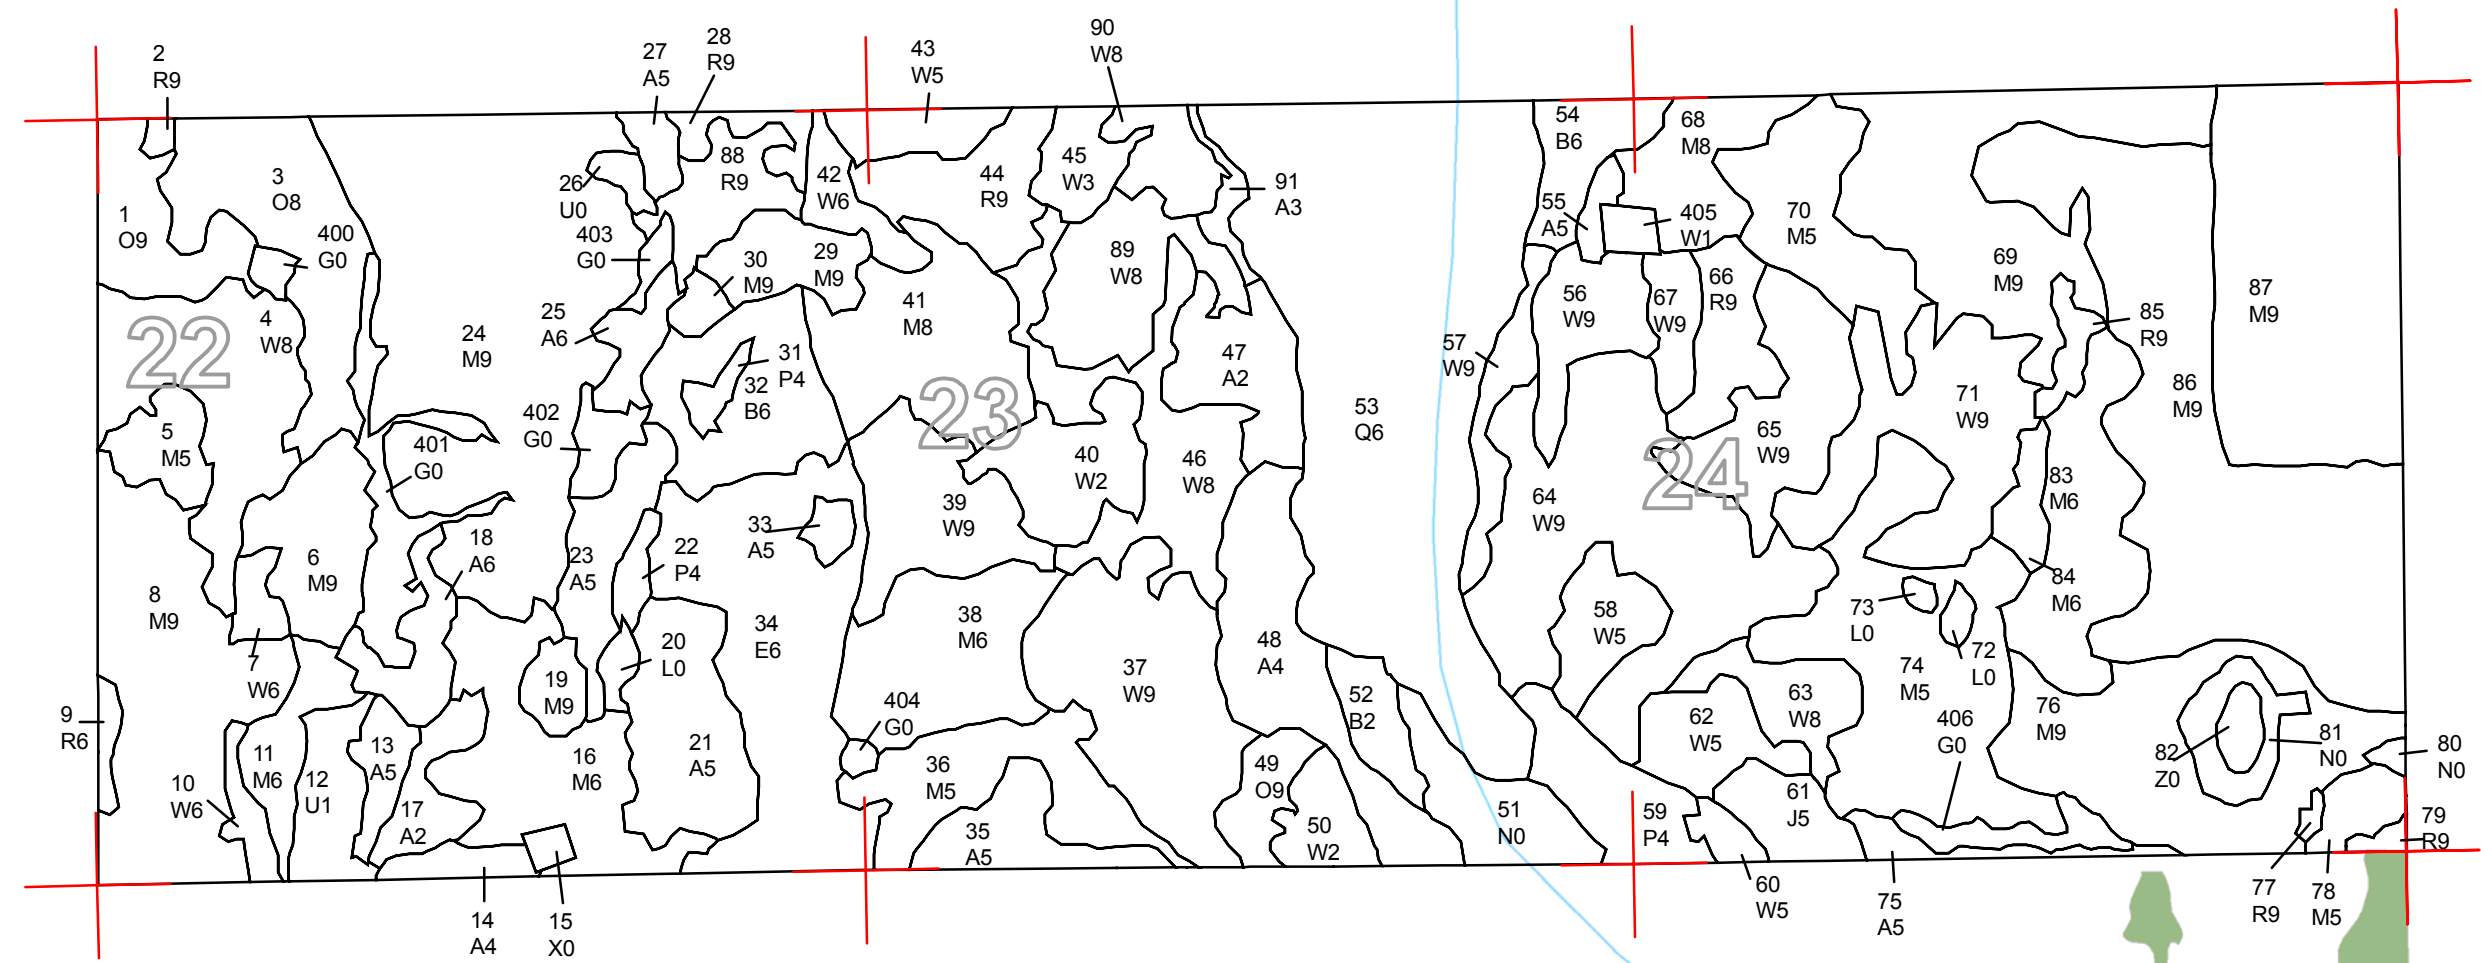 2
R9
27
A5
28
R9
43
W5
90
W8
1
O9
3
O8
400
G0
26
U0
88
R9
42
W6
44
R9
45
W3
91
A3
54
B6
68
M8
55
A5
405
W1
70
M5
403
G0
30
M9
29
M9
89
W8
69
M9
87
M9
22
4
W8
24
M9
25
A6
41
M8
47
A2
57
W9
56
W9
67
W9
66
R9
85
R9
31
P4
32
B6
5
M5
401
G0
402
G0
23
53
Q6
65
W9
71
W9
86
M9
40
W2
46
W8
24
64
W9
83
M6
39
W9
33
A5
18
A6
6
M9
23
A5
22
P4
8
M9
84
M6
73
L0
72
L0
58
W5
38
M6
34
E6
20
L0
48
A4
37
W9
7
W6
19
M9
52
B2
74
M5
63
W8
76
M9
9
R6
404
G0
62
W5
406
G0
81
N0
82
Z0
80
N0
11
M6
13
A5
16
M6
21
A5
10
W6
12
U1
17
A2
36
M5
49
O9
35
A5
50
W2
51
N0
59
P4
61
J5
79
R9
60
W5
75
A5
77
R9
78
M5
14
A4
15
X0